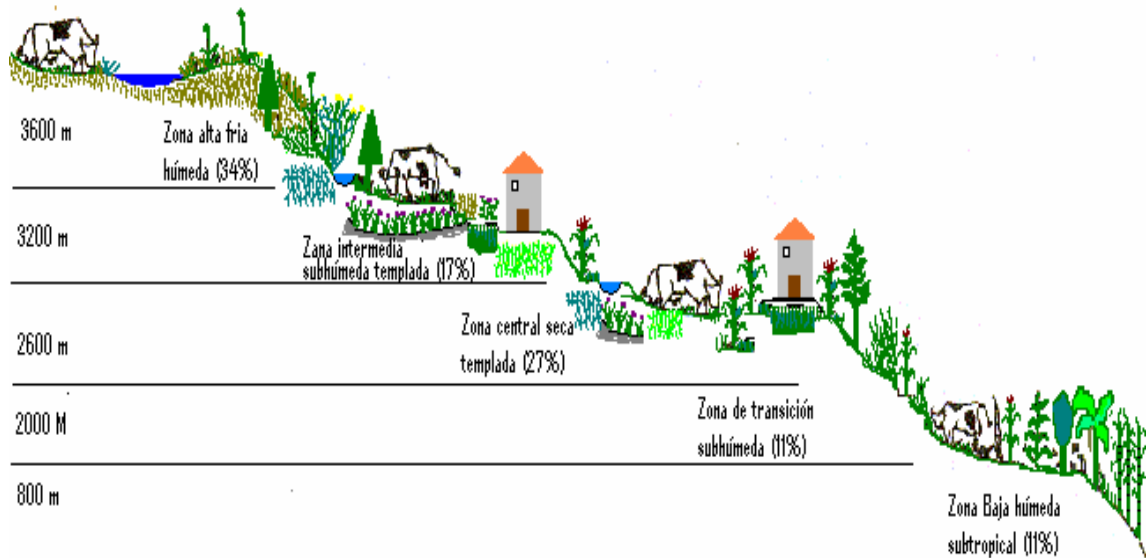 3600 m
Zona alta fria
húmeda (34%)
3200 m
Zana intermedia
subhúmeda templada (17%)
2600 m
Zona central seca
templada (27%)
2000 M
Zona de transición
subhúmeda (11%)
800 m
Zona Baja húmeda
subtropical (11%)